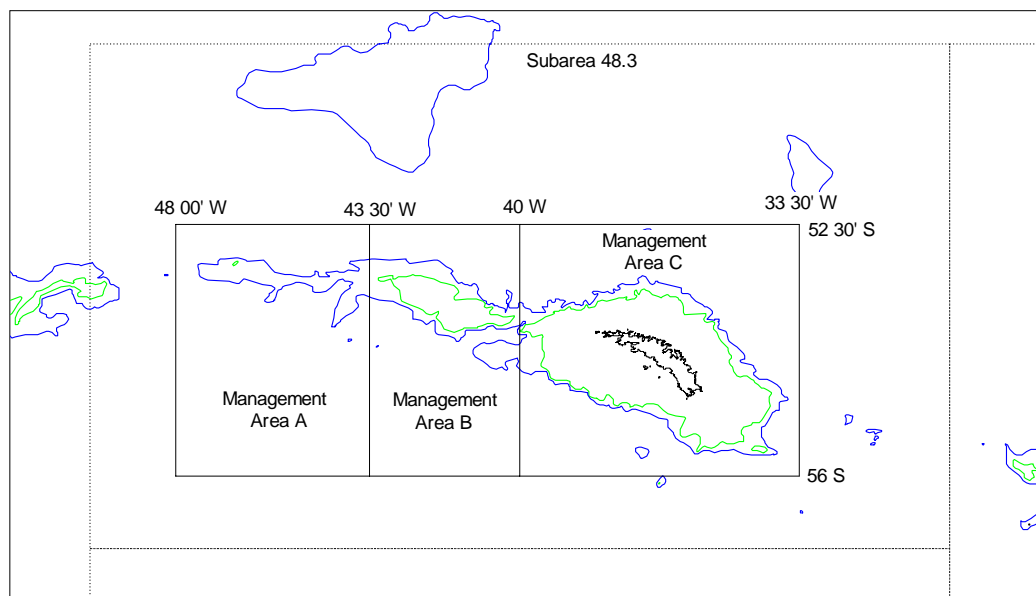 Subarea 48.3
48 00' W
43 30' W
40 W
33 30' W
52 30' S
Management
Area C
Management
Area A
Management
Area B
56 S